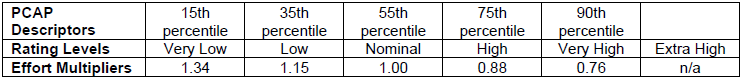 PCAP Descriptors 15th percentile 35th percentile 55th percentile 75th percentile 90th percentile
Rating Levels Very Low Low Nominal High Very High Extra High
Effort Multipliers 1.34 1.15 1.00 0.88 0.76 n/a